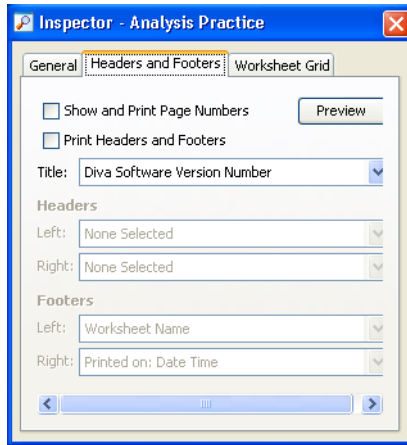 Inspector - Analysis Practice
General Headers and Footers Worksheet Grid
Show and Print Page Numbers Preview
Print Headers and Footers
Title: Diva Software Version Number
Headers
Left: None Selected
Right: None Selected
Footers
Left: Worksheet Name
Right: Printed on: Date Time